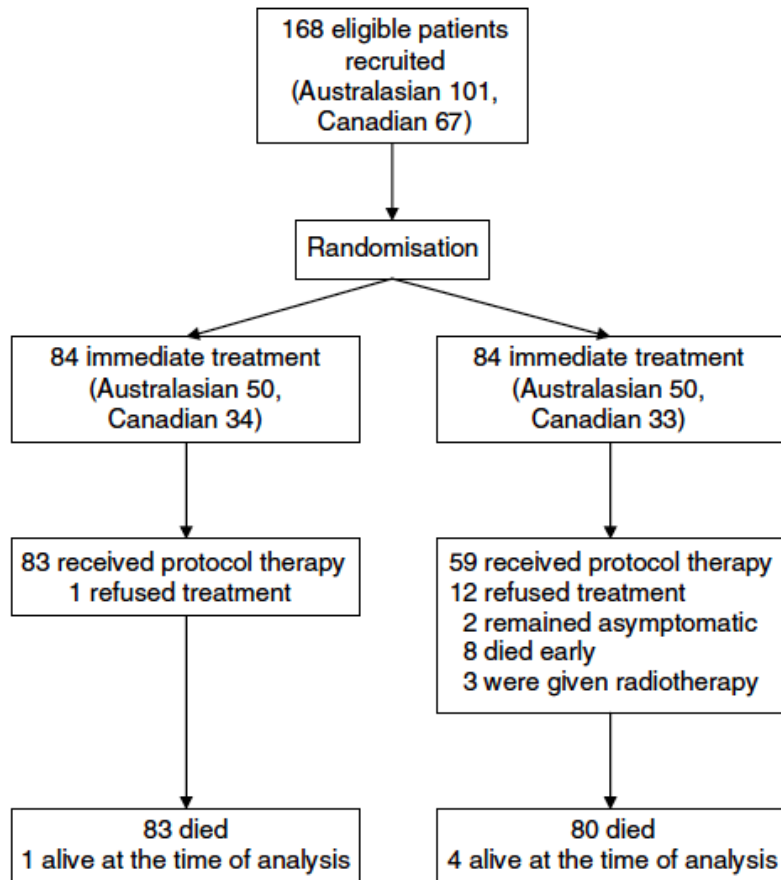 168 eligible patients
recruited
(Australasian 101,
Canadian 67)
Randomisation
84 immediate treatment
(Australasian 50,
Canadian 34)
84 immediate treatment
(Australasian 50,
Canadian 33)
83 received protocol therapy
1 refused treatment
59 received protocol therapy
12 refused treatment
2 remained asymptomatic
8 died early
3 were given radiotherapy
83 died
1 alive at the time of analysis
80 died
4 alive at the time of analysis